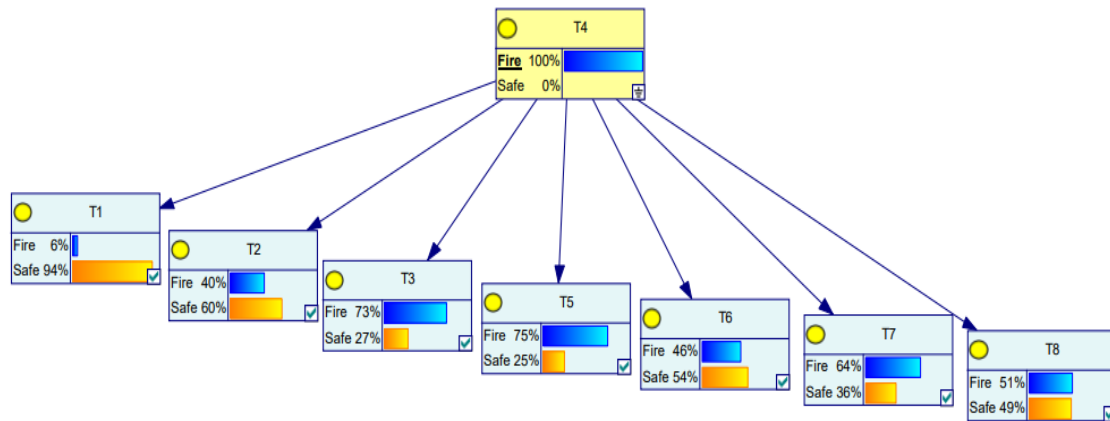 T4
Fire 100%
Safe 0%
T1
Fire 6%
Safe 94%
T2
Fire 40%
Safe 60%
T3
Fire 73%
Safe 27%
T5
Fire 75%
Safe 25%
T6
Fire 46%
Safe 54%
T7
Fire 64%
Safe 36%
T8
Fire 51%
Safe 49%